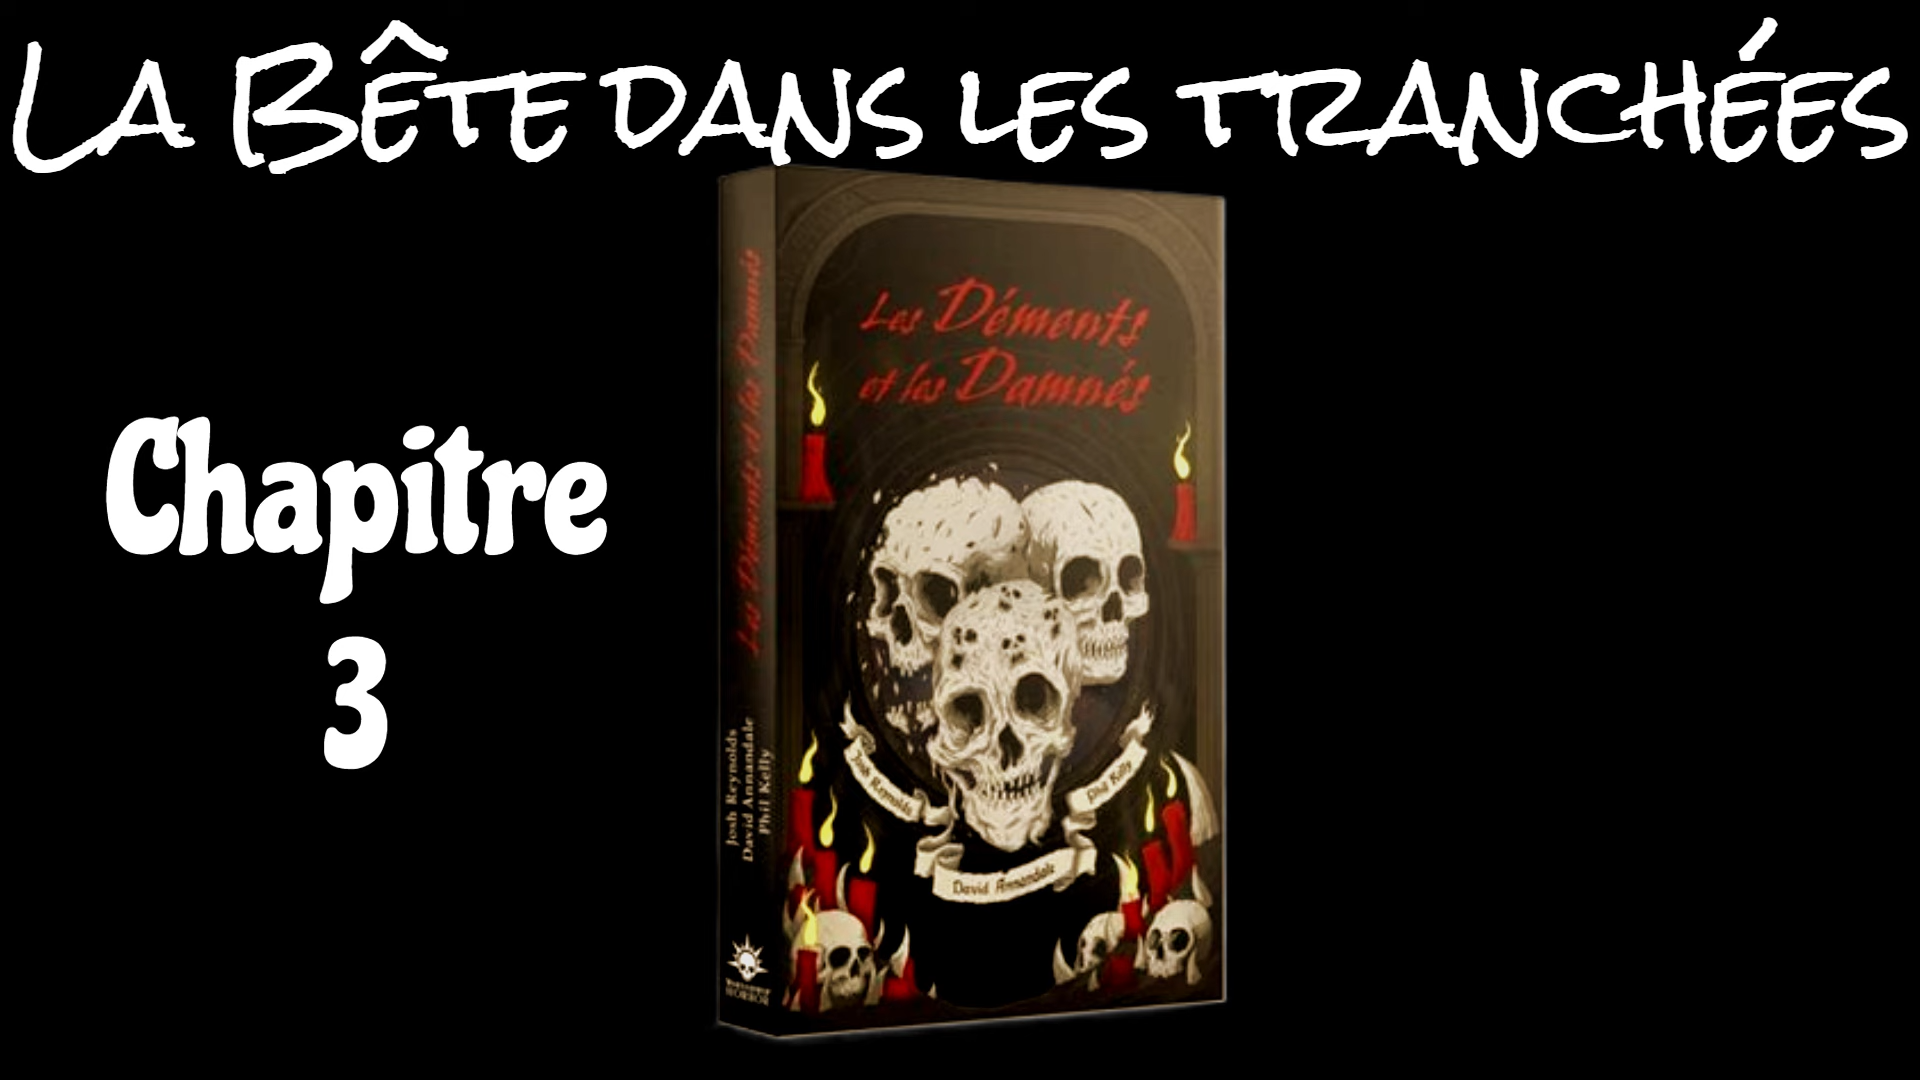 La Bête dans les tranchées
Chapitre
3
Les Déments
et les Damnés
Les Déments et les Damnés
Josh Reynolds
David Annandale
Phil Kelly
Josh Reynolds
Phil Kelly
David Annandale
HORROR